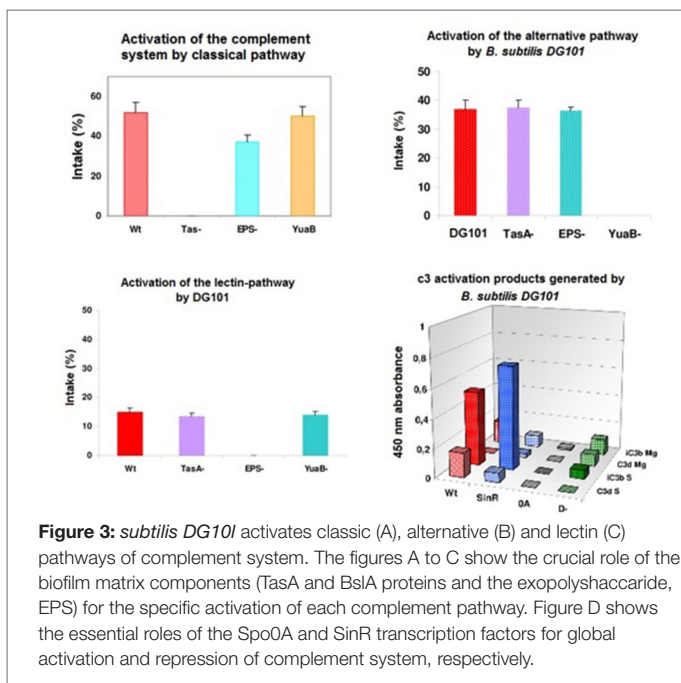 Activation of the complement
system by classical pathway
Intake (%)
60
40
20
0
Wt Tas- EPS- YuaB
Activation of the alternative pathway
by B. subtilis DG101
Intake (%)
50
40
30
20
10
0
DG101 TasA- EPS- YuaB-
Activation of the lectin-pathway
by DG101
Intake (%)
50
40
30
20
10
0
Wt TasA- EPS- YuaB-
c3 activation products generated by
B. subtilis DG101
450 nm absorbance
1
0,8
0,6
0,4
0,2
0
Wt SinR 0A D-
iC3b Mg
C3d Mg
iC3b S
C3d S
Figure 3: subtilis DG10I activates classic (A), alternative (B) and lectin (C)
pathways of complement system. The figures A to C show the crucial role of the
biofilm matrix components (TasA and BslA proteins and the exopolyshaccaride,
EPS) for the specific activation of each complement pathway. Figure D shows
the essential roles of the Spo0A and SinR transcription factors for global
activation and repression of complement system, respectively.